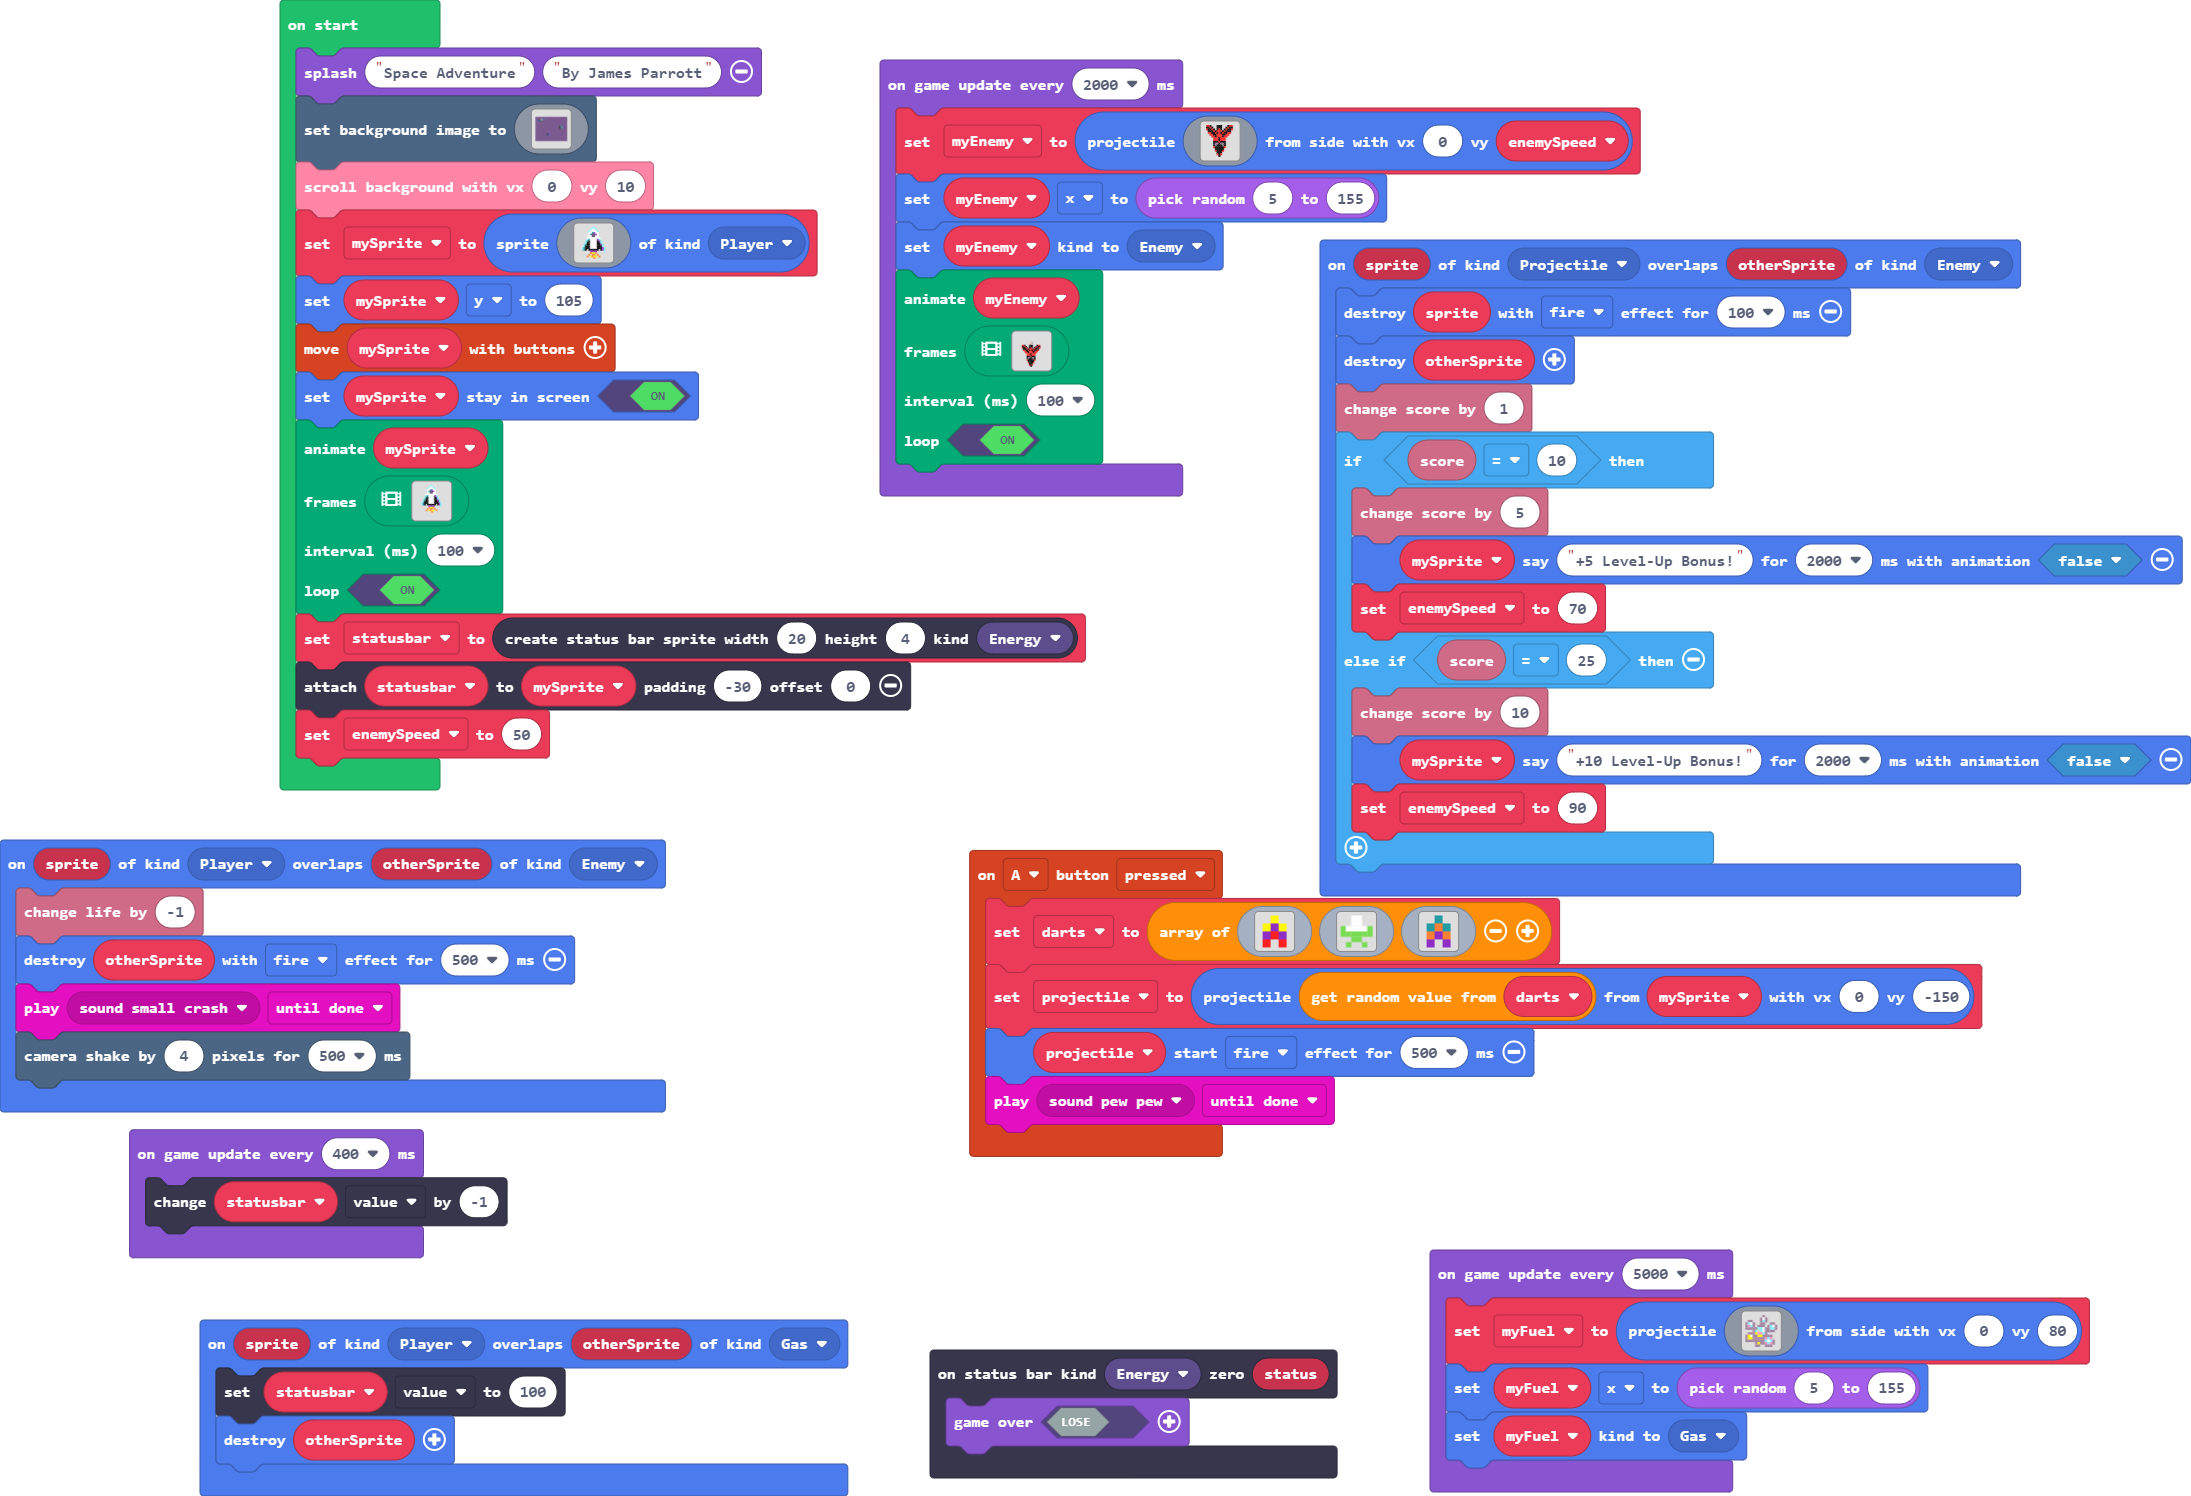 on start
splash "Space Adventure" "By James Parrott"
set background image to
scroll background with vx 0 vy 10
set mySprite to sprite of kind Player
set mySprite y to 105
move mySprite with buttons
set mySprite stay in screen ON
animate mySprite
frames
interval (ms) 100
loop ON
set statusbar to create status bar sprite width 20 height 4 kind Energy
attach statusbar to mySprite padding -30 offset 0
set enemySpeed to 50
on game update every 2000 ms
set myEnemy to projectile from side with vx 0 vy enemySpeed
set myEnemy x to pick random 5 to 155
set myEnemy kind to Enemy
animate myEnemy
frames
interval (ms) 100
loop ON
on sprite of kind Projectile overlaps otherSprite of kind Enemy
destroy sprite with fire effect for 100 ms
destroy otherSprite
change score by 1
if score = 10 then
change score by 5
mySprite say "+5 Level-Up Bonus!" for 2000 ms with animation false
set enemySpeed to 70
else if score = 25 then
change score by 10
mySprite say "+10 Level-Up Bonus!" for 2000 ms with animation false
set enemySpeed to 90
on sprite of kind Player overlaps otherSprite of kind Enemy
change life by -1
destroy otherSprite with fire effect for 500 ms
play sound small crash until done
camera shake by 4 pixels for 500 ms
on A button pressed
set darts to array of
set projectile to projectile get random value from darts from mySprite with vx 0 vy -150
projectile start fire effect for 500 ms
play sound pew pew until done
on game update every 400 ms
change statusbar value by -1
on sprite of kind Player overlaps otherSprite of kind Gas
set statusbar value to 100
destroy otherSprite
on status bar kind Energy zero status
game over LOSE
on game update every 5000 ms
set myFuel to projectile from side with vx 0 vy 80
set myFuel x to pick random 5 to 155
set myFuel kind to Gas